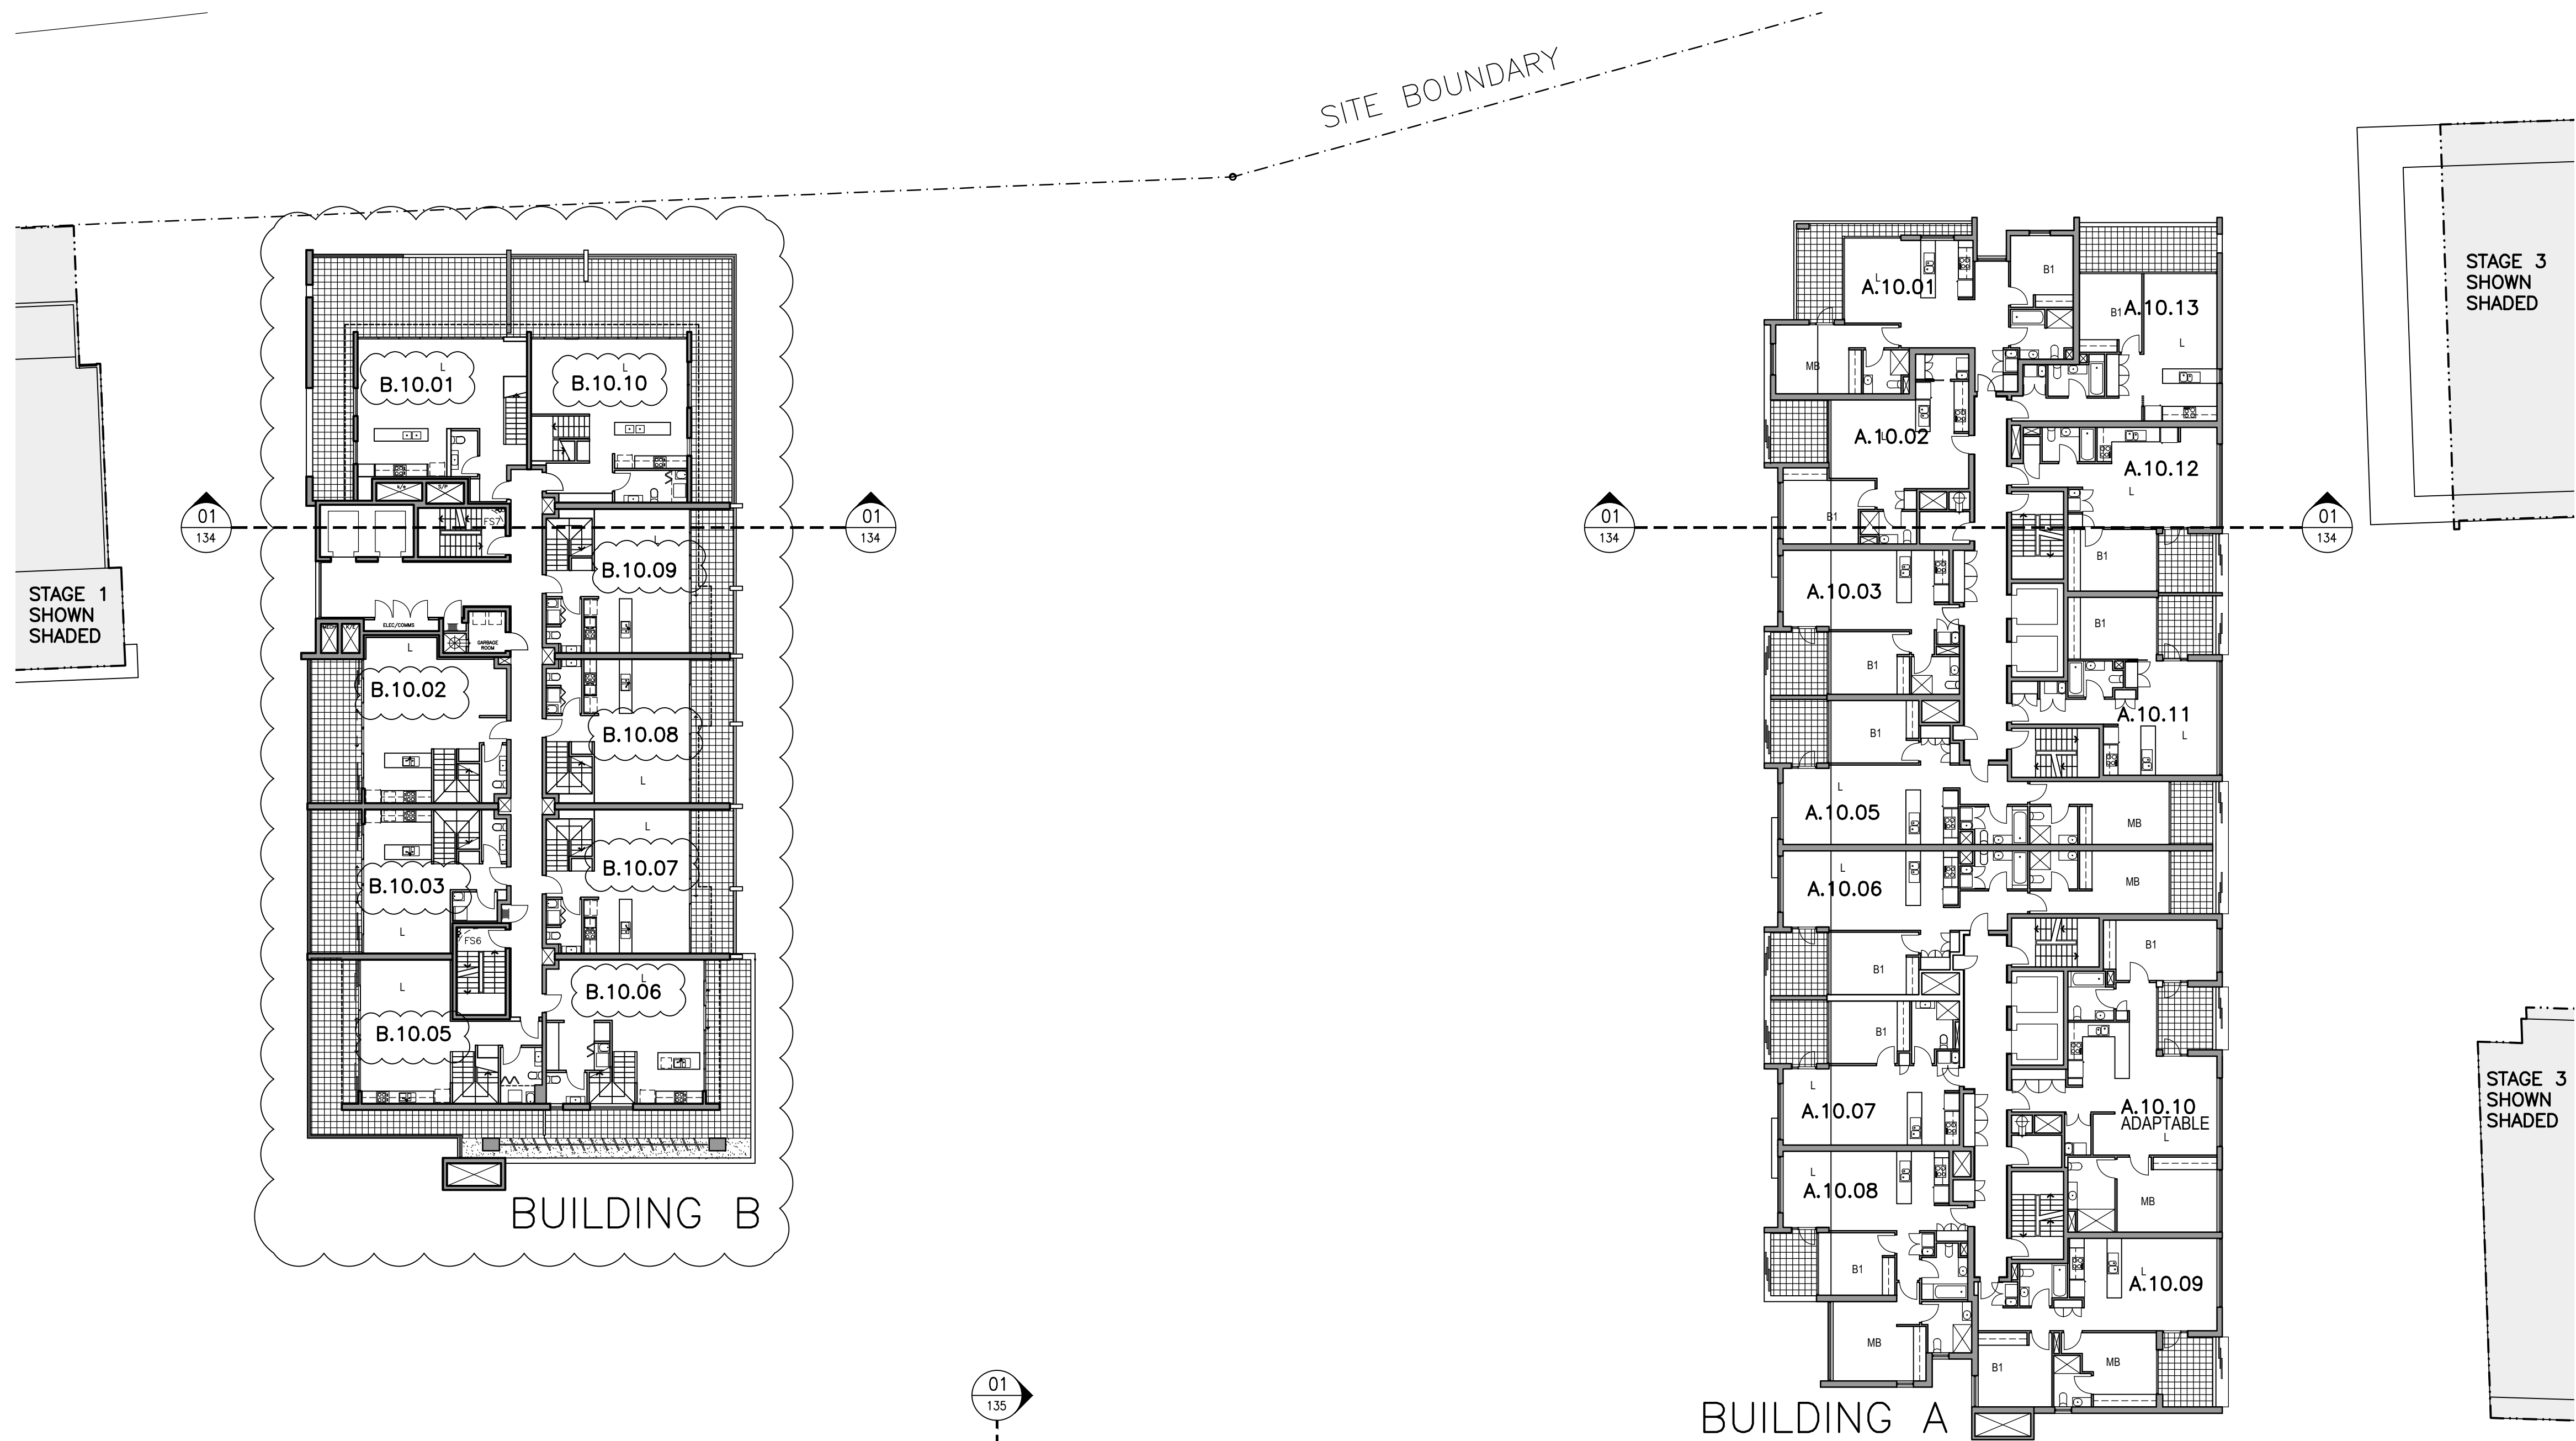 SITE BOUNDARY
STAGE 3
SHOWN
SHADED
STAGE 1
SHOWN
SHADED
B.10.01
L
B.10.10
L
01
134
01
134
FS7
L
B.10.09
ELEC/COMMS
GARBAGE
ROOM
L
B.10.02
B.10.08
L
L
B.10.07
B.10.03
L
FS6
L
B.10.05
L
B.10.06
BUILDING B
01
135
L
A.10.01
B1
B1
A.10.13
L
MB
A.10.02
L
A.10.12
L
01
134
01
134
B1
B1
A.10.03
B1
B1
B1
A.10.11
L
L
A.10.05
MB
L
A.10.06
MB
B1
B1
B1
L
A.10.07
A.10.10
ADAPTABLE
L
L
A.10.08
MB
B1
L
A.10.09
MB
B1
MB
BUILDING A
STAGE 3
SHOWN
SHADED